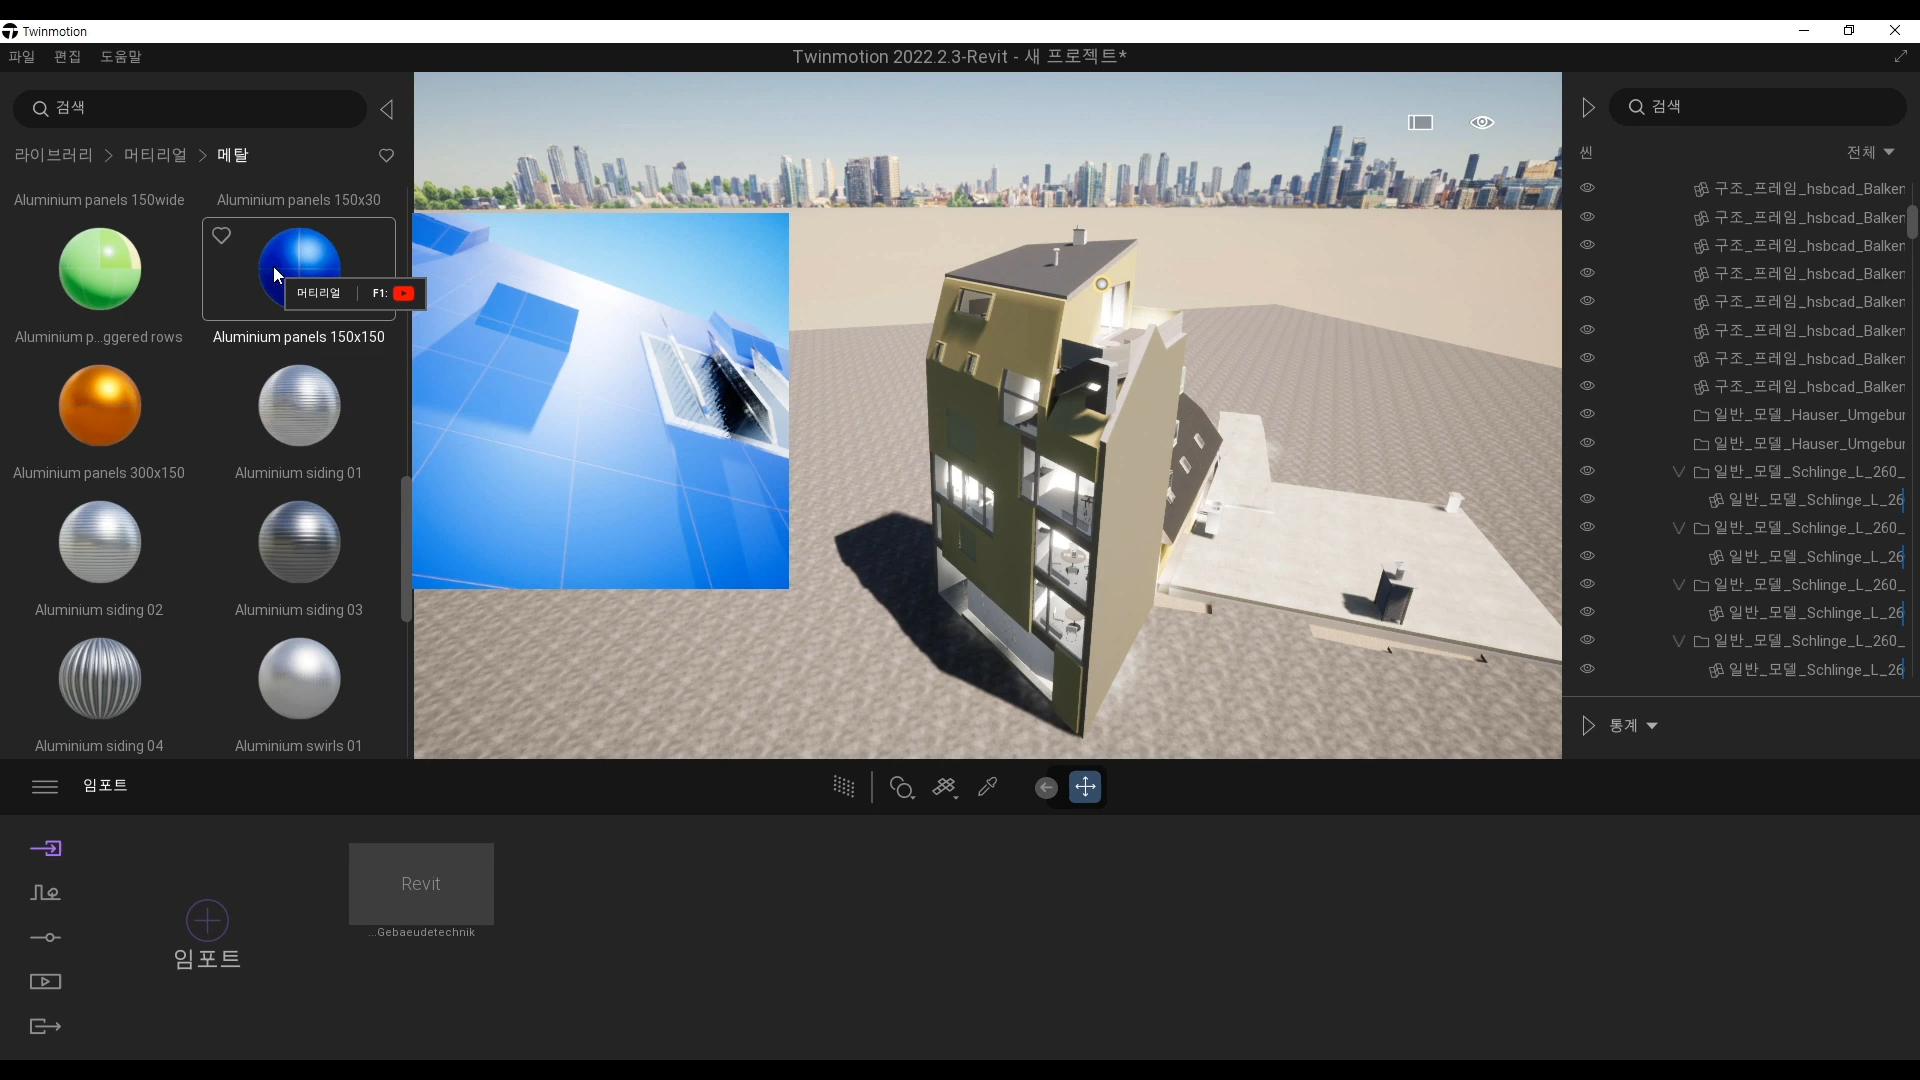 Twinmotion
파일 편집 도움말
Twinmotion 2022.2.3-Revit - 새 프로젝트*
검색
라이브러리 > 머티리얼 > 메탈
Aluminium panels 150wide
Aluminium panels 150x30
머티리얼 F1:
Aluminium p...ggered rows
Aluminium panels 150x150
Aluminium panels 300x150
Aluminium siding 01
Aluminium siding 02
Aluminium siding 03
Aluminium siding 04
Aluminium swirls 01
검색
씬 전체
구조_프레임_hsbcad_Balken
구조_프레임_hsbcad_Balken
구조_프레임_hsbcad_Balken
구조_프레임_hsbcad_Balken
구조_프레임_hsbcad_Balken
구조_프레임_hsbcad_Balken
구조_프레임_hsbcad_Balken
구조_프레임_hsbcad_Balken
일반_모델_Hauser_Umgebur
일반_모델_Hauser_Umgebur
일반_모델_Schlinge_L_260_
일반_모델_Schlinge_L_26
일반_모델_Schlinge_L_260_
일반_모델_Schlinge_L_26
일반_모델_Schlinge_L_260_
일반_모델_Schlinge_L_26
일반_모델_Schlinge_L_260_
일반_모델_Schlinge_L_26
통계
임포트
임포트
Revit
...Gebaeudetechnik